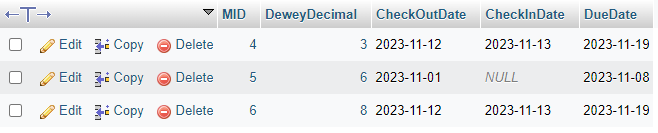 MID DeweyDecimal CheckOutDate CheckInDate DueDate
Edit Copy Delete 4 3 2023-11-12 2023-11-13 2023-11-19
Edit Copy Delete 5 6 2023-11-01 NULL 2023-11-08
Edit Copy Delete 6 8 2023-11-12 2023-11-13 2023-11-19